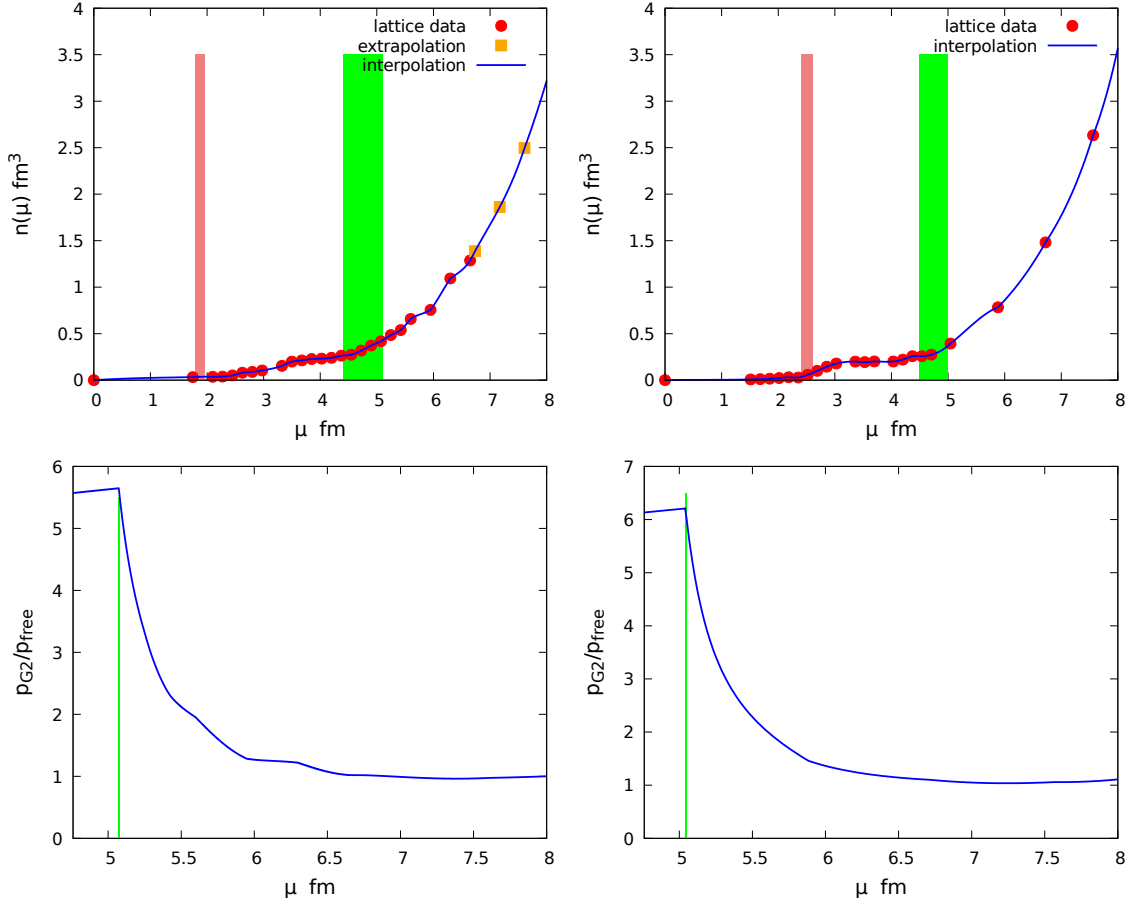 lattice data
extrapolation
interpolation
n(μ) fm³
4
3.5
3
2.5
2
1.5
1
0.5
0
0 1 2 3 4 5 6 7 8
μ fm
lattice data
interpolation
n(μ) fm³
4
3.5
3
2.5
2
1.5
1
0.5
0
0 1 2 3 4 5 6 7 8
μ fm
p_G2/p_free
6
5
4
3
2
1
0
5 5.5 6 6.5 7 7.5 8
μ fm
p_G2/p_free
7
6
5
4
3
2
1
0
5 5.5 6 6.5 7 7.5 8
μ fm